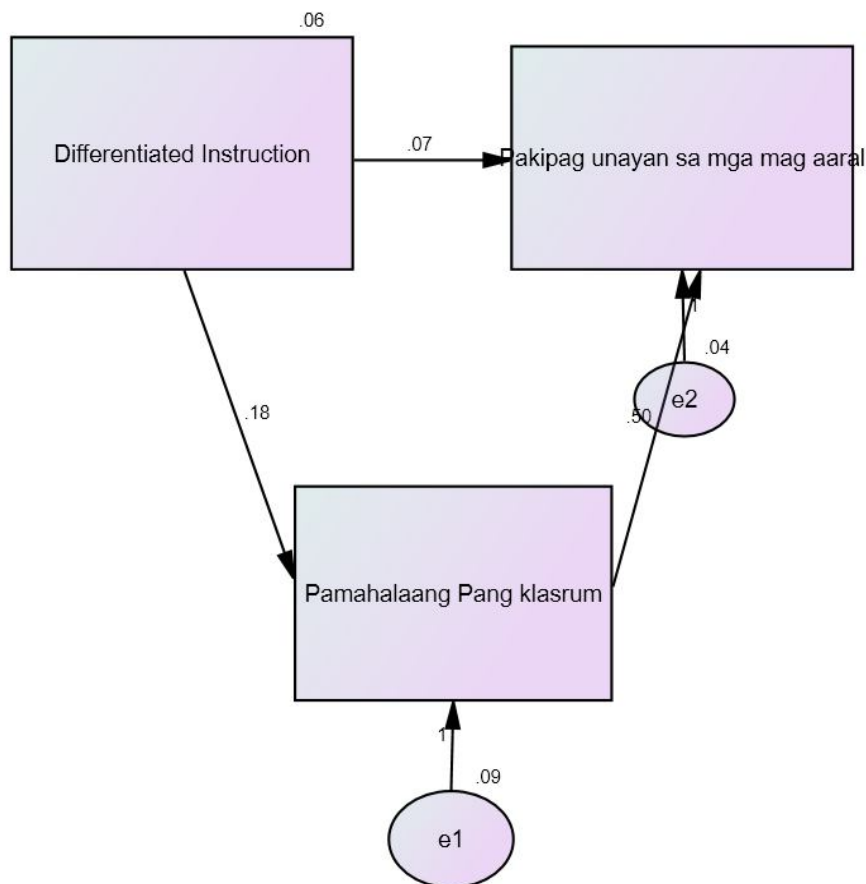 .06
Differentiated Instruction
.07
Pakipag unayan sa mga mag aaral
1
.04
e2
.18
.50
Pamahalaang Pang klasrum
1
.09
e1